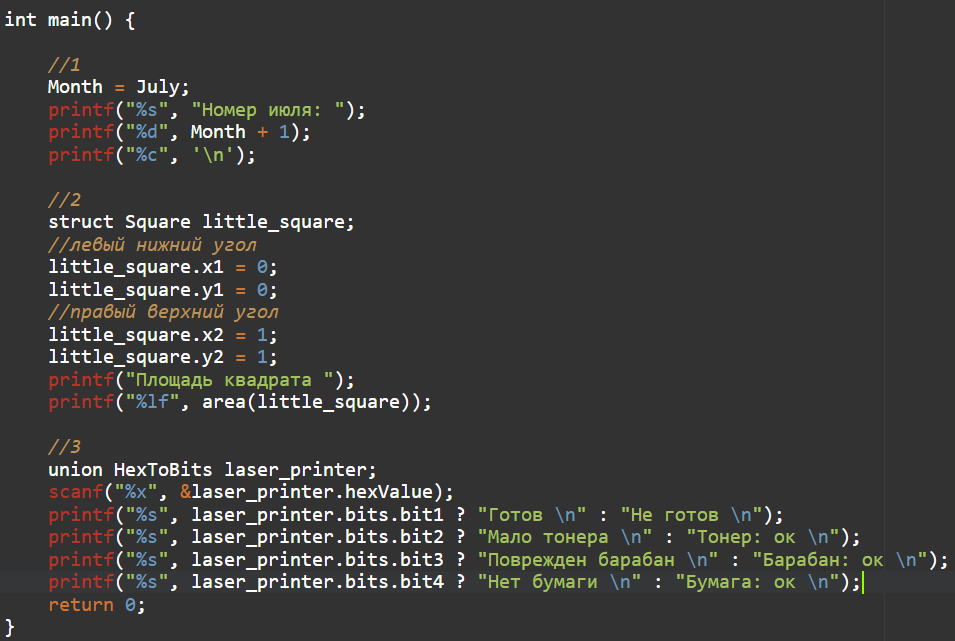 int main() {
//1
Month = July;
printf("%s", "Номер июля: ");
printf("%d", Month + 1);
printf("%c", '\n');
//2
struct Square little_square;
//левый нижний угол
little_square.x1 = 0;
little_square.y1 = 0;
//правый верхний угол
little_square.x2 = 1;
little_square.y2 = 1;
printf("Площадь квадрата ");
printf("%lf", area(little_square));
//3
union HexToBits laser_printer;
scanf("%x", &laser_printer.hexValue);
printf("%s", laser_printer.bits.bit1 ? "Готов \n" : "Не готов \n");
printf("%s", laser_printer.bits.bit2 ? "Мало тонера \n" : "Тонер: ок \n");
printf("%s", laser_printer.bits.bit3 ? "Поврежден барабан \n" : "Барабан: ок \n");
printf("%s", laser_printer.bits.bit4 ? "Нет бумаги \n" : "Бумага: ок \n");
return 0;
}